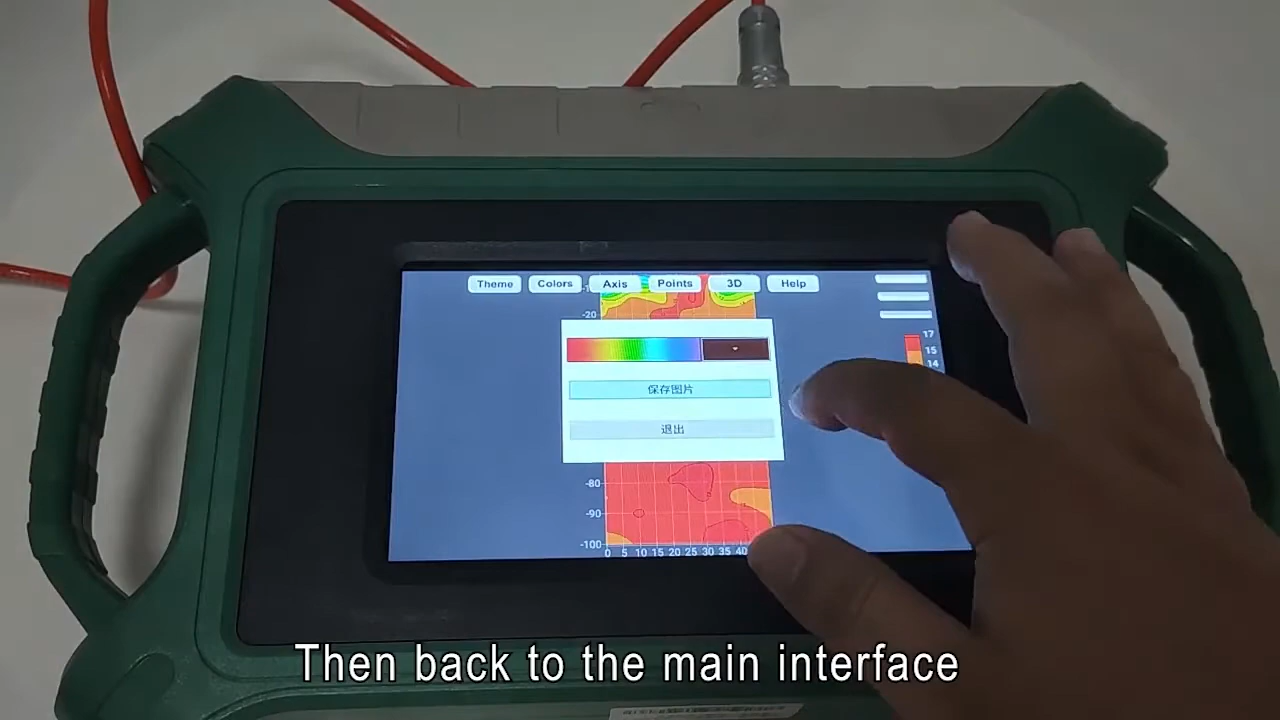 Theme Colors Axis Points 3D Help
-20
17
15
14
保存图片
退出
-80
-90
-100
0 5 10 15 20 25 30 35 40
Then back to the main interface